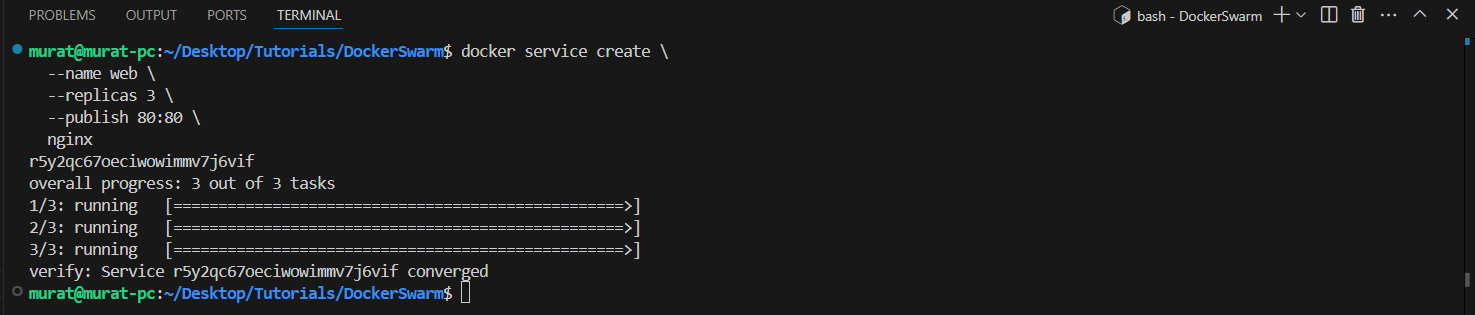 PROBLEMS OUTPUT PORTS TERMINAL bash - DockerSwarm
murat@murat-pc:~/Desktop/Tutorials/DockerSwarm$ docker service create \
  --name web \
  --replicas 3 \
  --publish 80:80 \
  nginx
r5y2qc67oeciwowimmv7j6vif
overall progress: 3 out of 3 tasks
1/3: running   [==================================================>]
2/3: running   [==================================================>]
3/3: running   [==================================================>]
verify: Service r5y2qc67oeciwowimmv7j6vif converged
murat@murat-pc:~/Desktop/Tutorials/DockerSwarm$